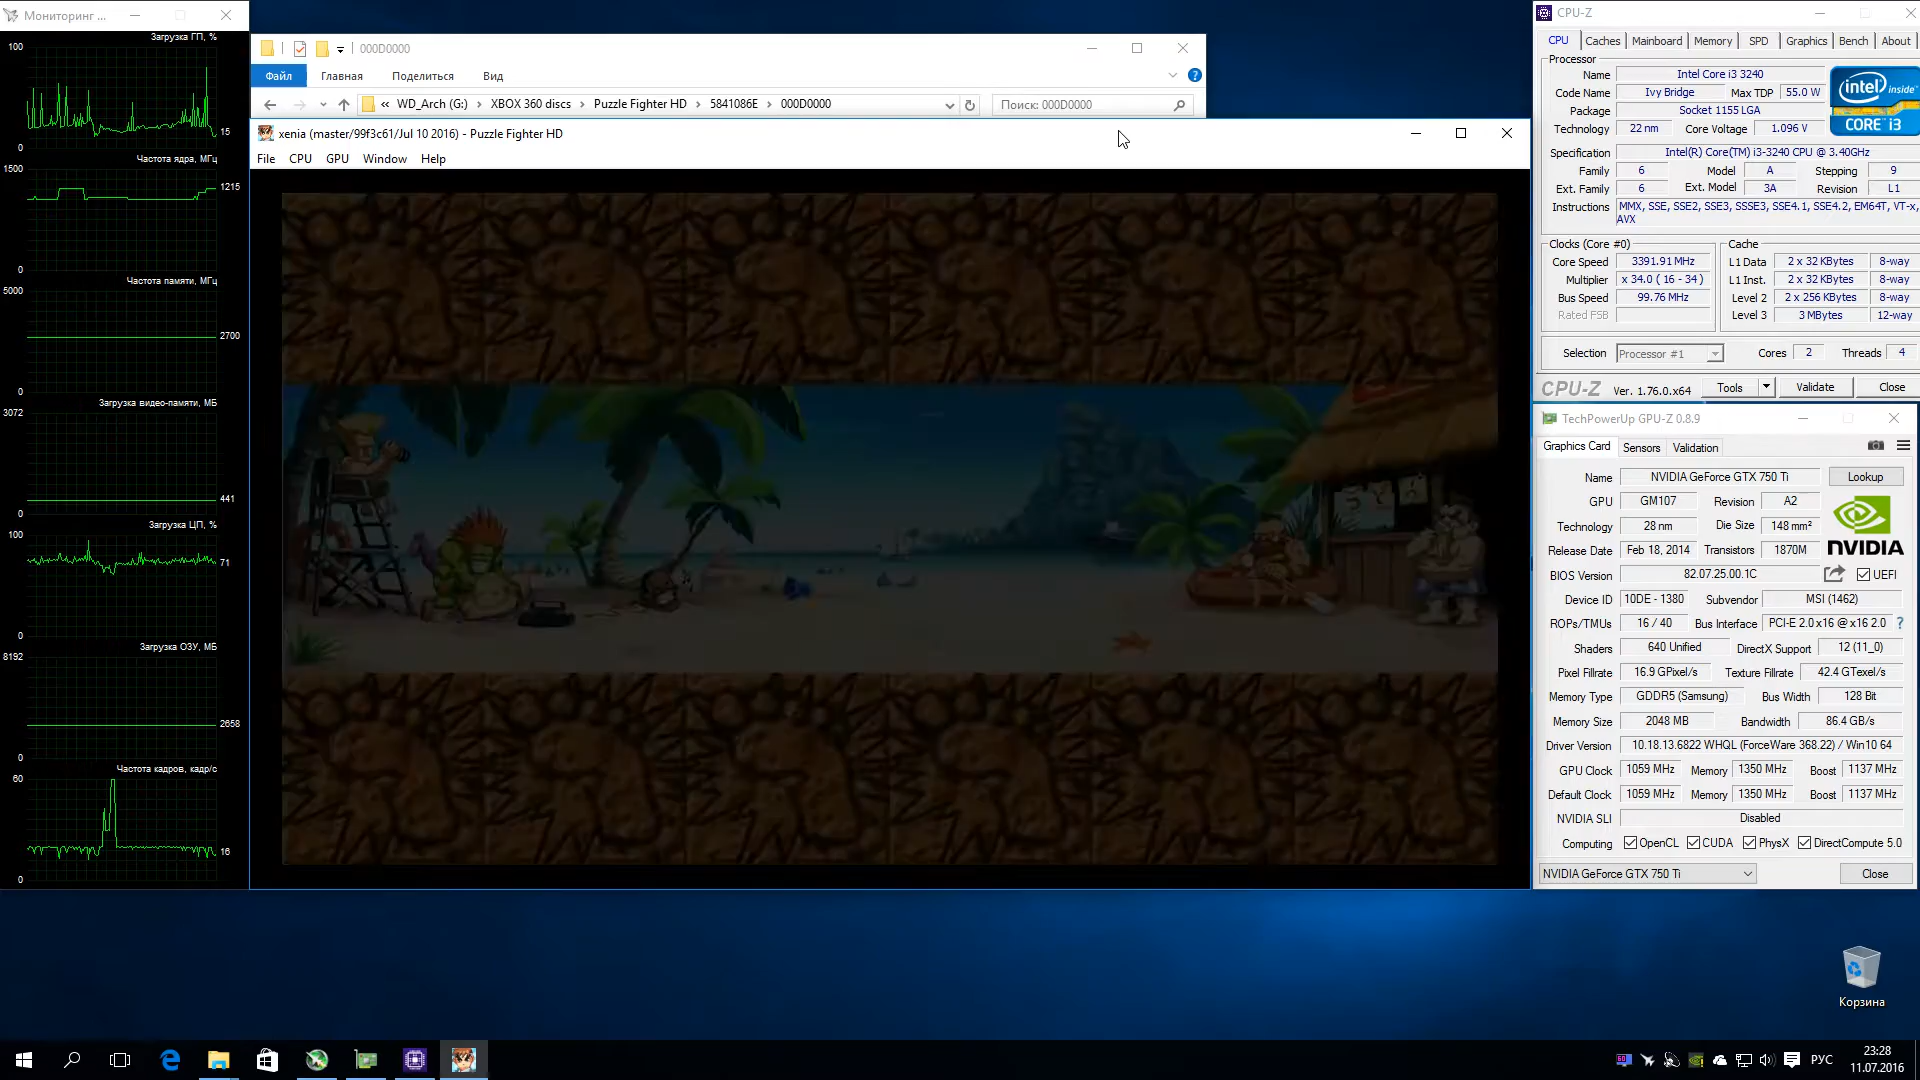 Мониторинг ...
Загрузка ГП, %
100
15
0
Частота ядра, МГц
1500
1215
0
Частота памяти, МГц
5000
2700
0
Загрузка видео-памяти, МБ
3072
441
0
Загрузка ЦП, %
100
71
0
Загрузка ОЗУ, МБ
8192
2658
0
Частота кадров, кадр/с
60
16
0
000D0000
Файл Главная Поделиться Вид
« WD_Arch (G:) XBOX 360 discs Puzzle Fighter HD 5841086E 000D0000
Поиск: 000D0000
xenia (master/99f3c61/Jul 10 2016) - Puzzle Fighter HD
File CPU GPU Window Help
CPU-Z
CPU Caches Mainboard Memory SPD Graphics Bench About
Processor
Name Intel Core i3 3240
Code Name Ivy Bridge Max TDP 55.0 W
Package Socket 1155 LGA
Technology 22 nm Core Voltage 1.096 V
intel inside™
CORE i3
Specification Intel(R) Core(TM) i3-3240 CPU @ 3.40GHz
Family 6 Model A Stepping 9
Ext. Family 6 Ext. Model 3A Revision L1
Instructions MMX, SSE, SSE2, SSE3, SSSE3, SSE4.1, SSE4.2, EM64T, VT-x,
AVX
Clocks (Core #0)
Core Speed 3391.91 MHz
Multiplier x 34.0 ( 16 - 34 )
Bus Speed 99.76 MHz
Rated FSB
Cache
L1 Data 2 x 32 KBytes 8-way
L1 Inst. 2 x 32 KBytes 8-way
Level 2 2 x 256 KBytes 8-way
Level 3 3 MBytes 12-way
Selection Processor #1 Cores 2 Threads 4
CPU-Z Ver. 1.76.0.x64 Tools Validate Close
TechPowerUp GPU-Z 0.8.9
Graphics Card Sensors Validation
Name NVIDIA GeForce GTX 750 Ti Lookup
GPU GM107 Revision A2
Technology 28 nm Die Size 148 mm²
Release Date Feb 18, 2014 Transistors 1870M
NVIDIA
BIOS Version 82.07.25.00.1C UEFI
Device ID 10DE - 1380 Subvendor MSI (1462)
ROPs/TMUs 16 / 40 Bus Interface PCI-E 2.0 x16 @ x16 2.0 ?
Shaders 640 Unified DirectX Support 12 (11_0)
Pixel Fillrate 16.9 GPixel/s Texture Fillrate 42.4 GTexel/s
Memory Type GDDR5 (Samsung) Bus Width 128 Bit
Memory Size 2048 MB Bandwidth 86.4 GB/s
Driver Version 10.18.13.6822 WHQL (ForceWare 368.22) / Win10 64
GPU Clock 1059 MHz Memory 1350 MHz Boost 1137 MHz
Default Clock 1059 MHz Memory 1350 MHz Boost 1137 MHz
NVIDIA SLI Disabled
Computing OpenCL CUDA PhysX DirectCompute 5.0
NVIDIA GeForce GTX 750 Ti Close
Корзина
РУС
23:28
11.07.2016